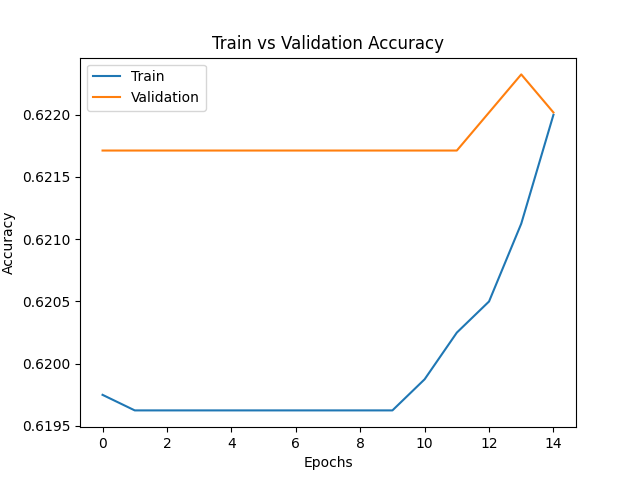 Train vs Validation Accuracy
Train
Validation
Accuracy
0.6220
0.6215
0.6210
0.6205
0.6200
0.6195
0 2 4 6 8 10 12 14
Epochs